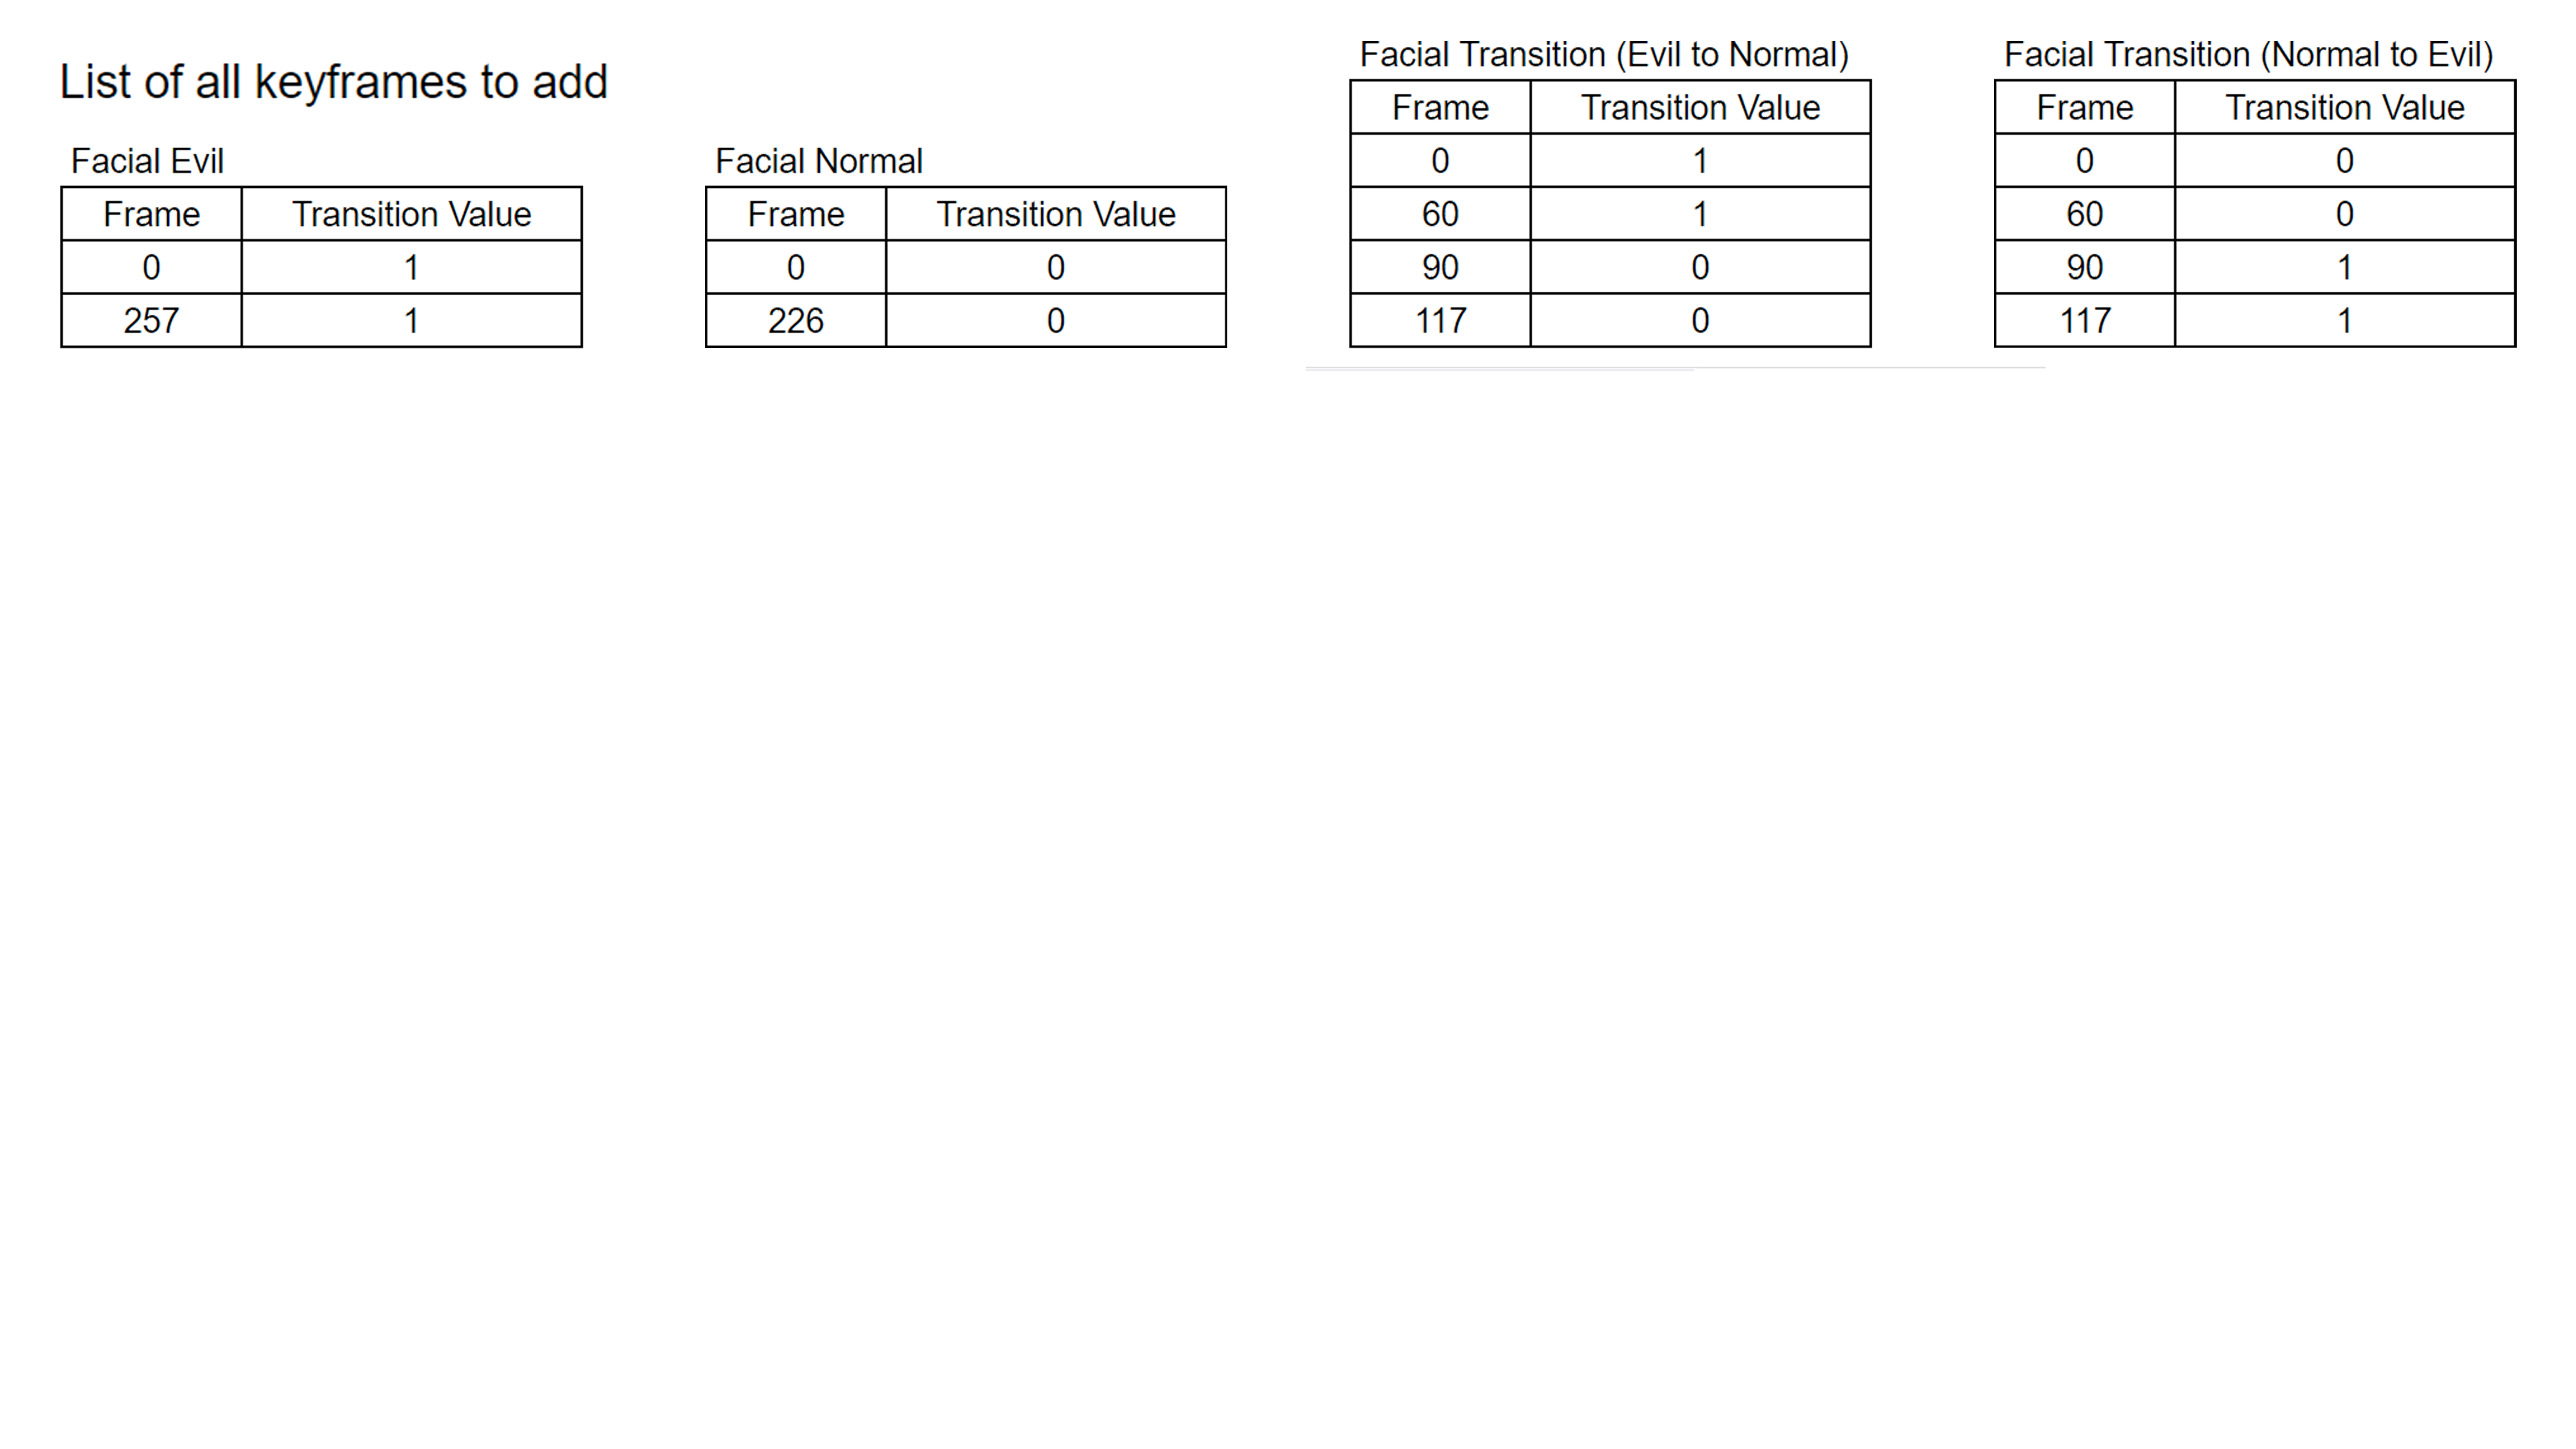 List of all keyframes to add
Facial Evil
Frame Transition Value
0 1
257 1
Facial Normal
Frame Transition Value
0 0
226 0
Facial Transition (Evil to Normal)
Frame Transition Value
0 1
60 1
90 0
117 0
Facial Transition (Normal to Evil)
Frame Transition Value
0 0
60 0
90 1
117 1